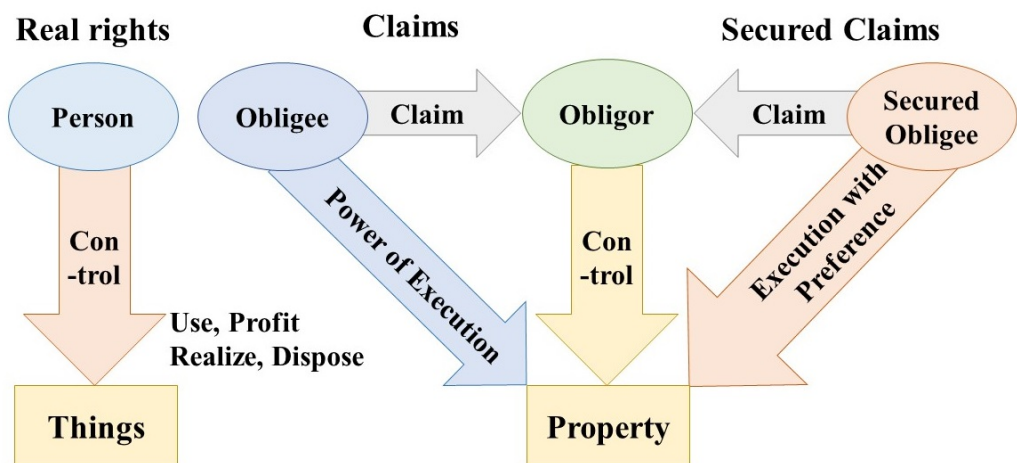 Real rights
Claims
Secured Claims
Person
Obligee
Claim
Obligor
Claim
Secured
Obligee
Con
-trol
Power of Execution
Con
-trol
Execution with
Preference
Use, Profit
Realize, Dispose
Things
Property